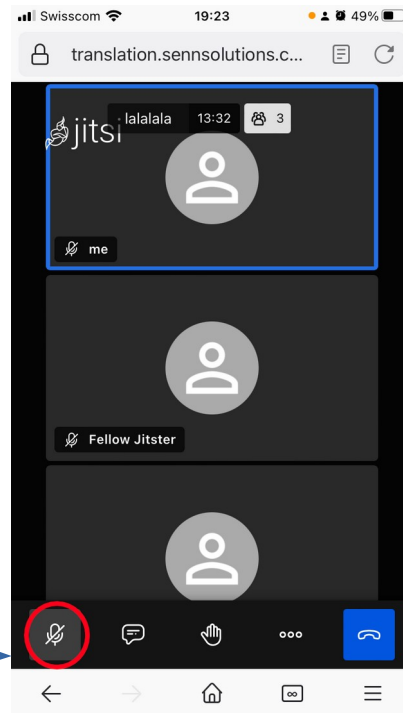 Swisscom 19:23 49%
translation.sennsolutions.c...
jitsi lalalala 13:32 3
me
Fellow Jitster